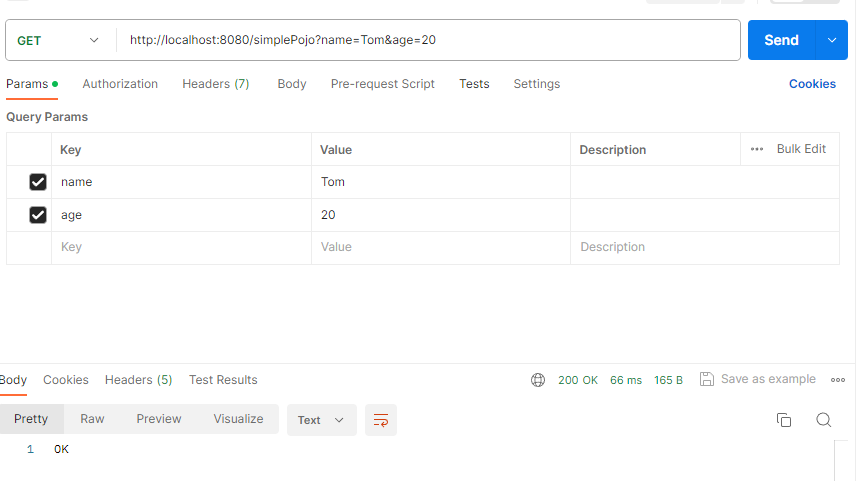 GET http://localhost:8080/simplePojo?name=Tom&age=20 Send
Params Authorization Headers (7) Body Pre-request Script Tests Settings Cookies
Query Params
Key Value Description Bulk Edit
name Tom
age 20
Key Value Description
Body Cookies Headers (5) Test Results 200 OK 66 ms 165 B Save as example
Pretty Raw Preview Visualize Text
1 OK